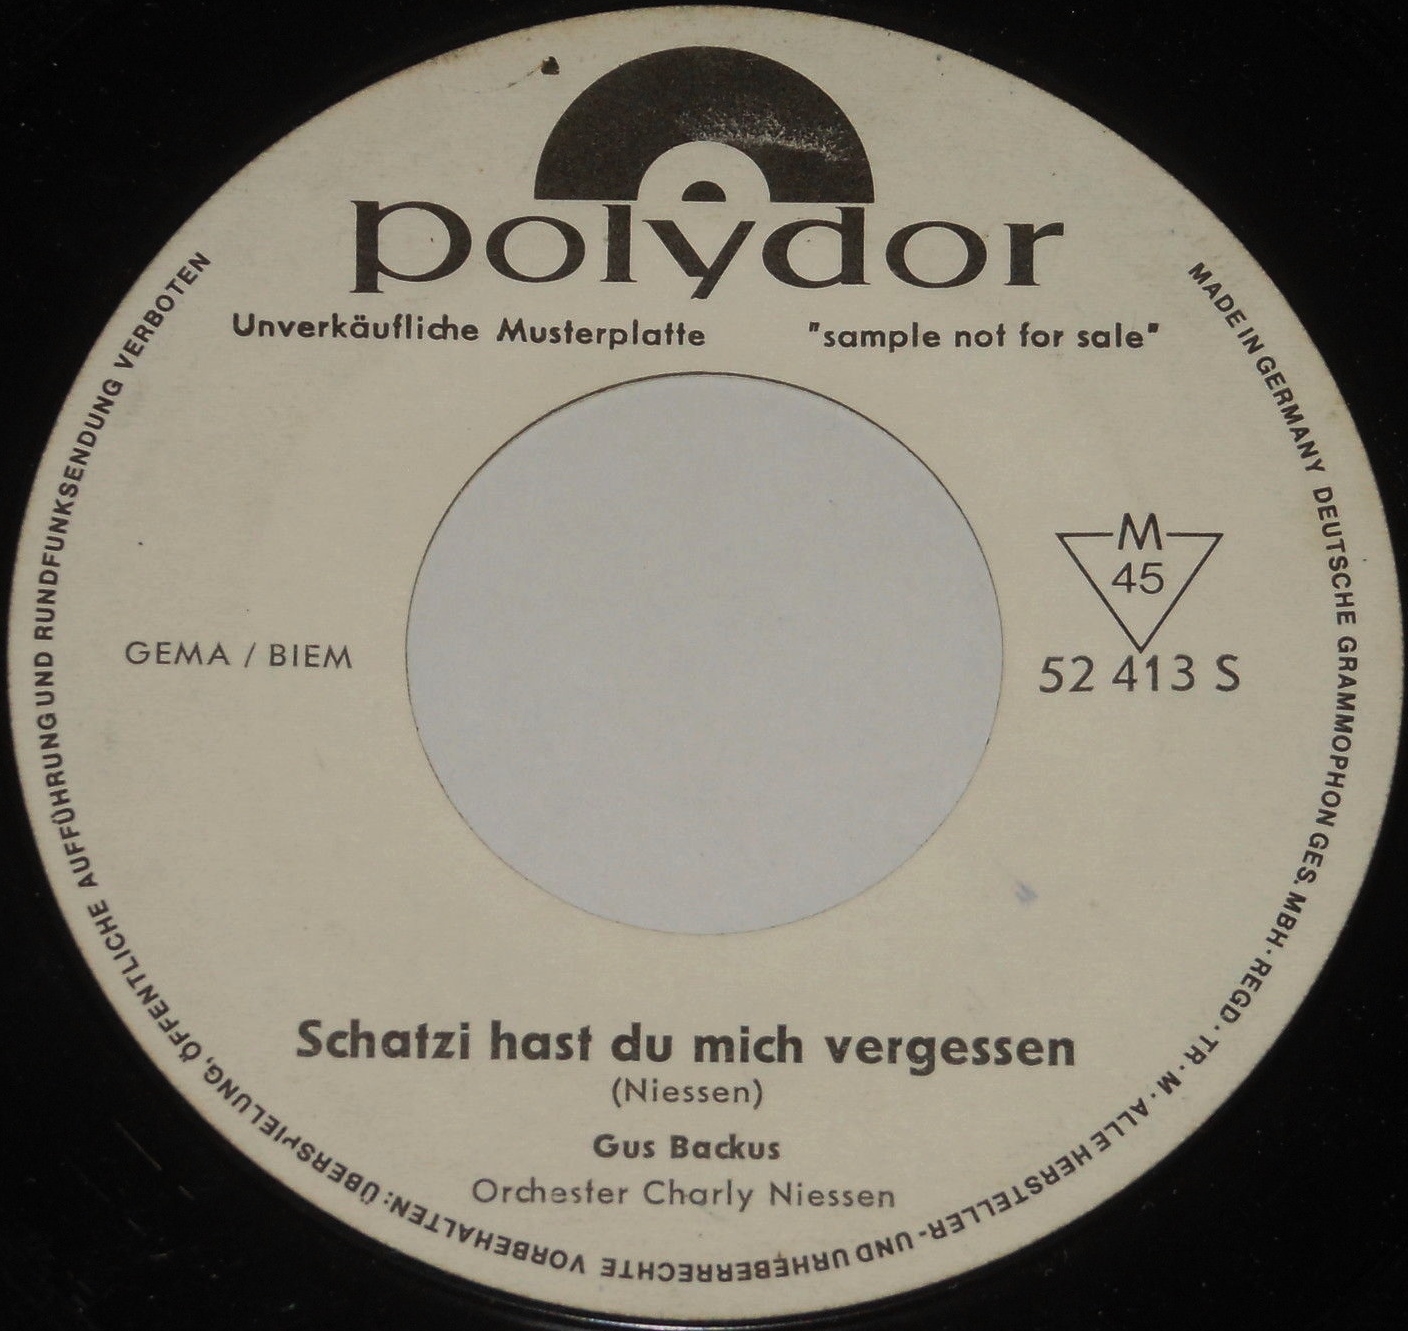 polydor
Unverkäufliche Musterplatte "sample not for sale"
M
45
GEMA / BIEM
52 413 S
Schatzi hast du mich vergessen
(Niessen)
Gus Backus
Orchester Charly Niessen
MADE IN GERMANY DEUTSCHE GRAMMOPHON GES. MBH · REGD · TR · M · ALLE HERSTELLER- UND URHEBERRECHTE VORBEHALTEN: ÜBERSPIELUNG, ÖFFENTLICHE AUFFÜHRUNG UND RUNDFUNKSENDUNG VERBOTEN